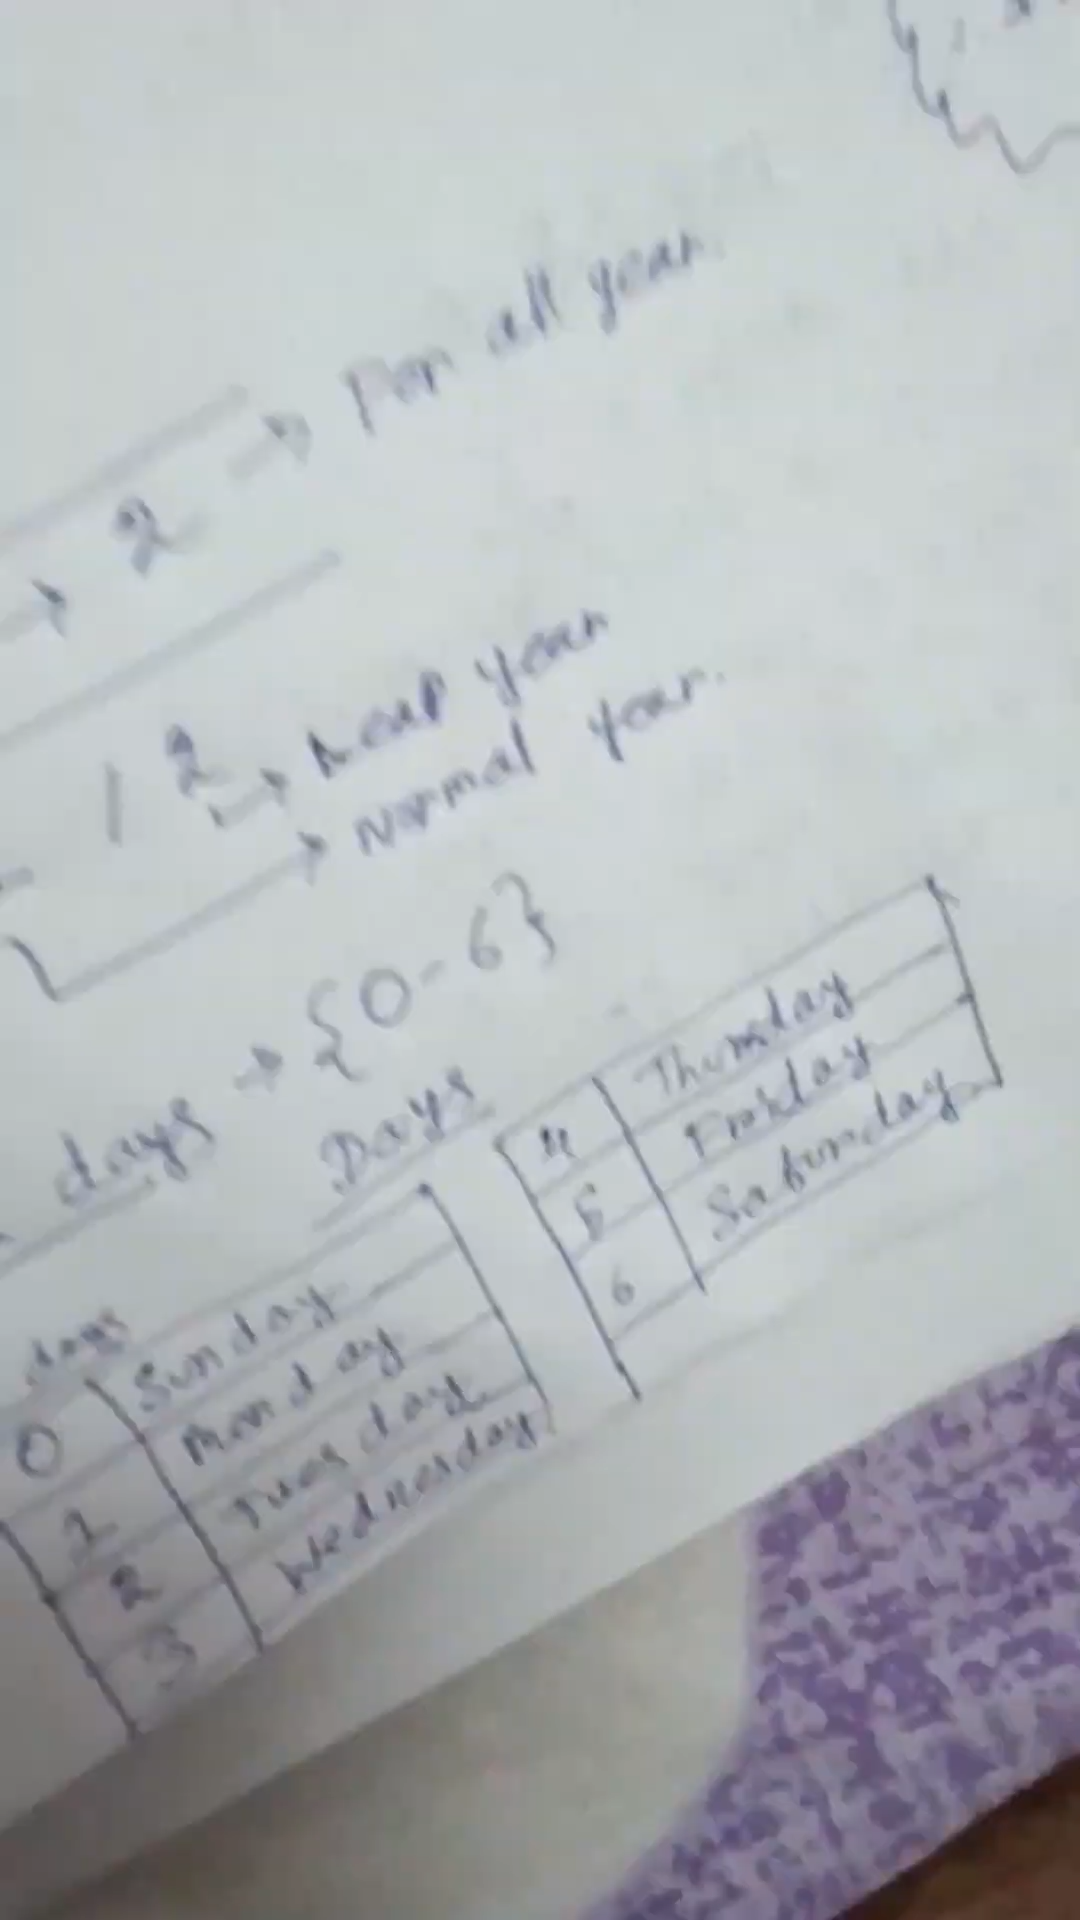 → 2 → For all year.
1 2 → Leap year
→ Normal year.
days → {0-6}
Days
days
0 Sunday
1 Monday
2 Tuesday
3 Wednesday
4 Thursday
5 Friday
6 Saturday